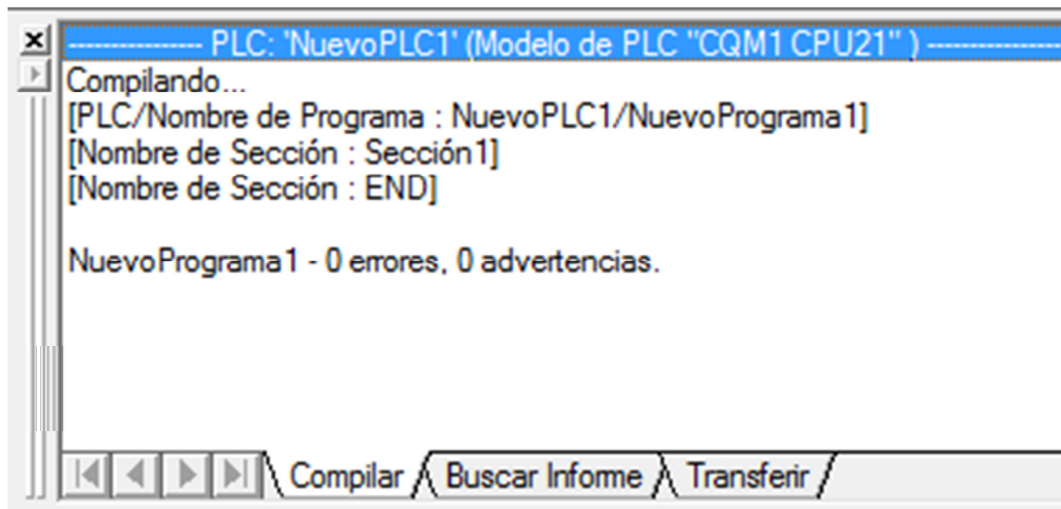 ---------------- PLC: 'NuevoPLC1' (Modelo de PLC "CQM1 CPU21" ) ----------------
Compilando...
[PLC/Nombre de Programa : NuevoPLC1/NuevoPrograma1]
[Nombre de Sección : Sección1]
[Nombre de Sección : END]
NuevoPrograma1 - 0 errores, 0 advertencias.
Compilar Buscar Informe Transferir